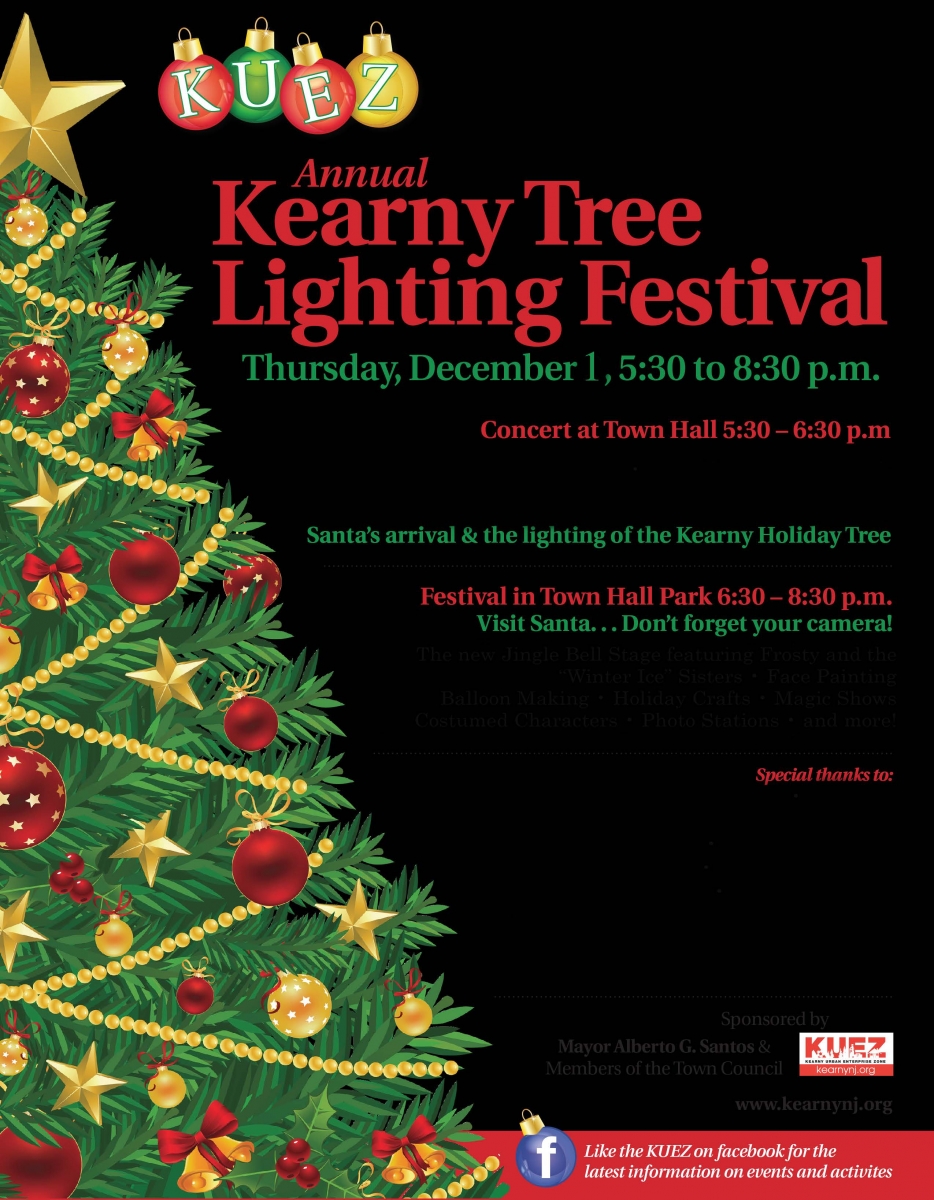 KUEZ
Annual
Kearny Tree
Lighting Festival
Thursday, December 1, 5:30 to 8:30 p.m.
Concert at Town Hall 5:30 – 6:30 p.m
Santa's arrival & the lighting of the Kearny Holiday Tree
Festival in Town Hall Park 6:30 – 8:30 p.m.
Visit Santa... Don't forget your camera!
The new Jingle Bell Stage featuring Frosty and the
"Winter Ice" Sisters • Face Painting
Balloon Making • Holiday Crafts • Magic Shows
Costumed Characters • Photo Stations • and more!
Special thanks to:
Sponsored by
Mayor Alberto G. Santos &
Members of the Town Council
KUEZ
KEARNY URBAN ENTERPRISE ZONE
kearnynj.org
www.kearnynj.org
f
Like the KUEZ on facebook for the
latest information on events and activites